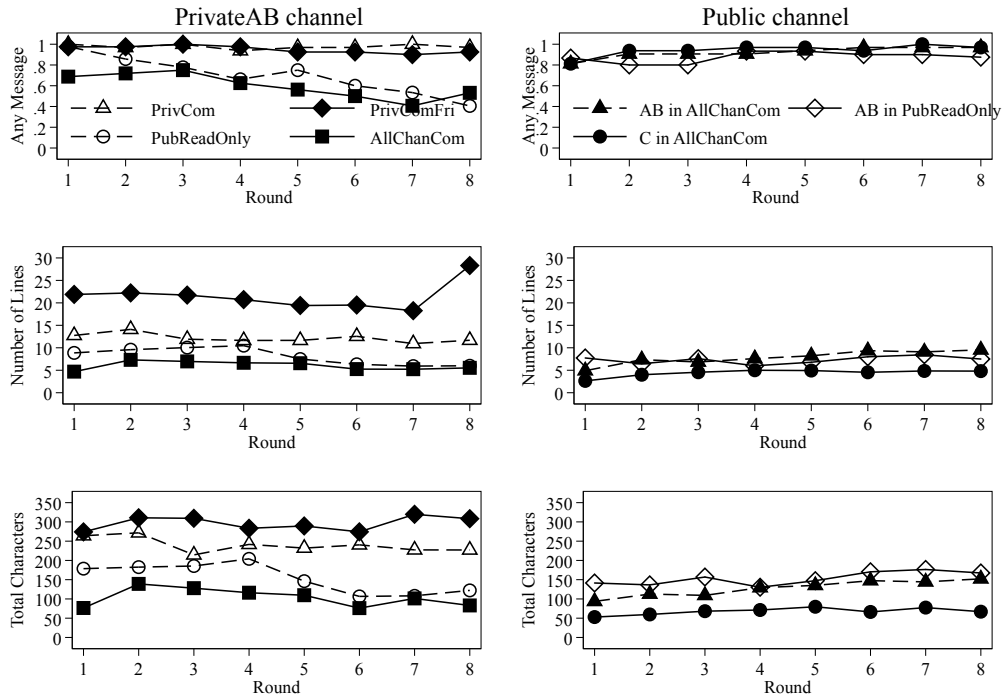 PrivateAB channel
Any Message
1
.8
.6
.4
.2
0
PrivCom
PrivComFri
PubReadOnly
AllChanCom
1 2 3 4 5 6 7 8
Round
Public channel
Any Message
1
.8
.6
.4
.2
0
AB in AllChanCom
AB in PubReadOnly
C in AllChanCom
1 2 3 4 5 6 7 8
Round
Number of Lines
30
25
20
15
10
5
0
1 2 3 4 5 6 7 8
Round
Number of Lines
30
25
20
15
10
5
0
1 2 3 4 5 6 7 8
Round
Total Characters
350
300
250
200
150
100
50
0
1 2 3 4 5 6 7 8
Round
Total Characters
350
300
250
200
150
100
50
0
1 2 3 4 5 6 7 8
Round